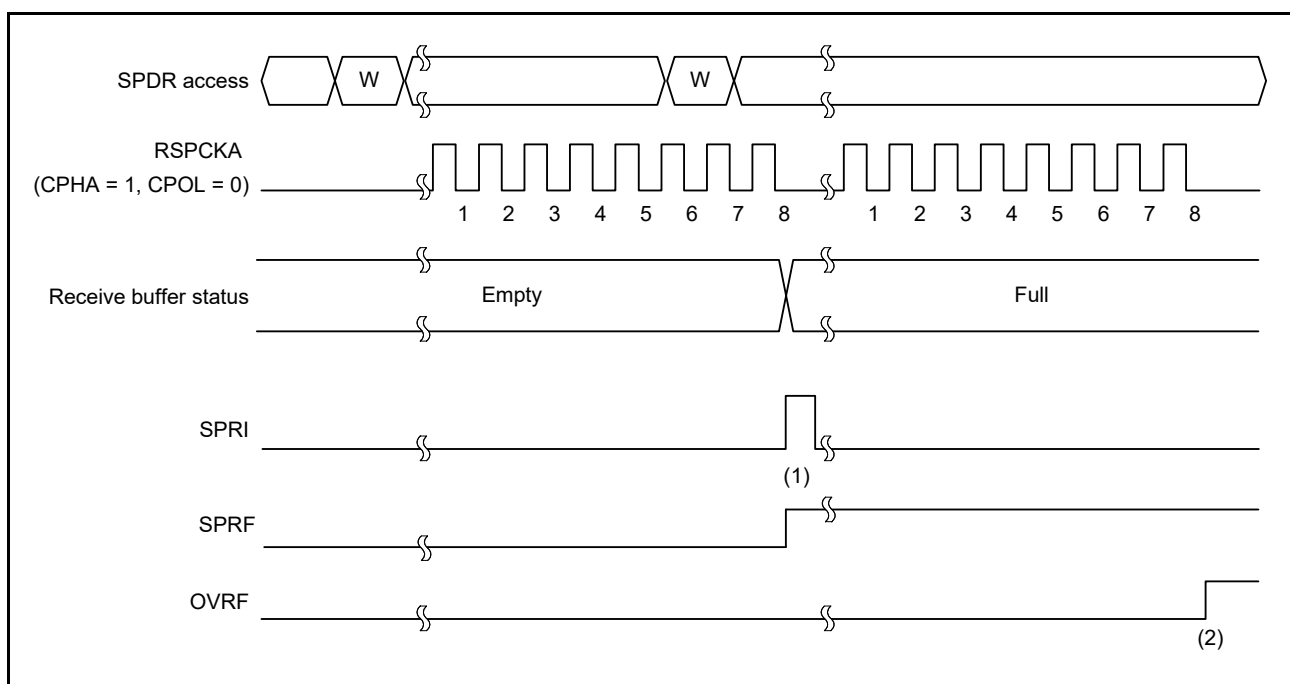 SPDR access
W
W
RSPCKA
(CPHA = 1, CPOL = 0)
1 2 3 4 5 6 7 8 1 2 3 4 5 6 7 8
Receive buffer status
Empty
Full
SPRI
(1)
SPRF
OVRF
(2)